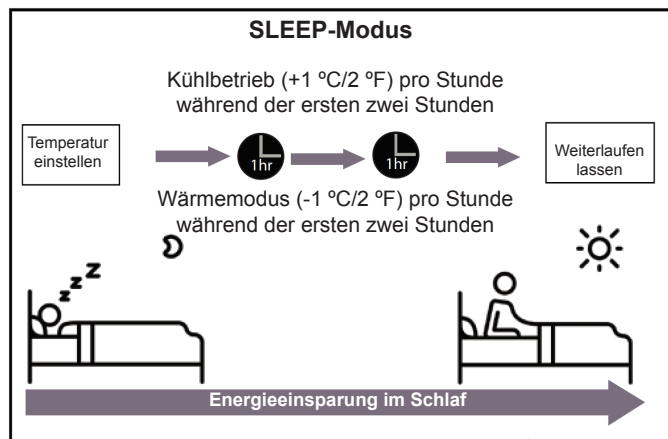 SLEEP-Modus
Kühlbetrieb (+1 ºC/2 ºF) pro Stunde
während der ersten zwei Stunden
Temperatur
einstellen
1hr
1hr
Weiterlaufen
lassen
Wärmemodus (-1 ºC/2 ºF) pro Stunde
während der ersten zwei Stunden
z z z Z
Energieeinsparung im Schlaf